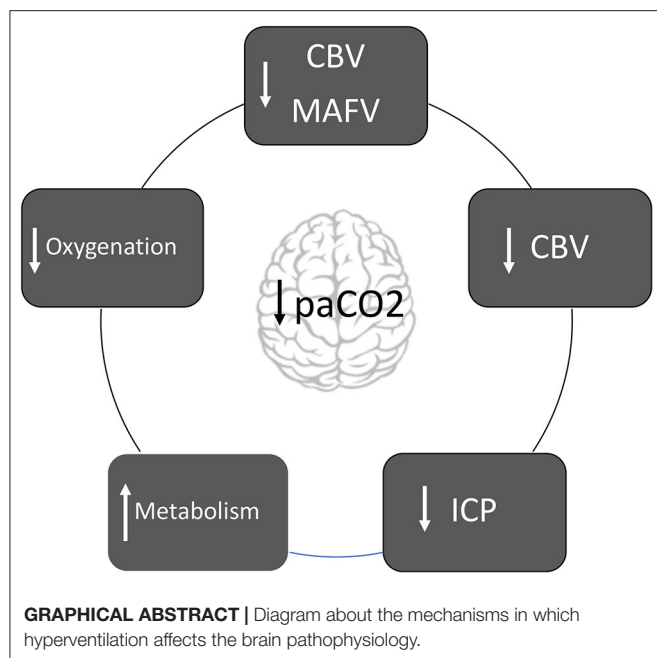 ↓ CBV
MAFV
↓ Oxygenation
↓ CBV
↓ paCO2
↑ Metabolism
↓ ICP
GRAPHICAL ABSTRACT | Diagram about the mechanisms in which
hyperventilation affects the brain pathophysiology.